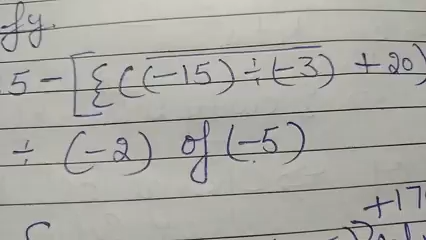 fy.
5 - [{((-15) ÷ (-3) + 20)
÷ (-2) of (-5)
+17